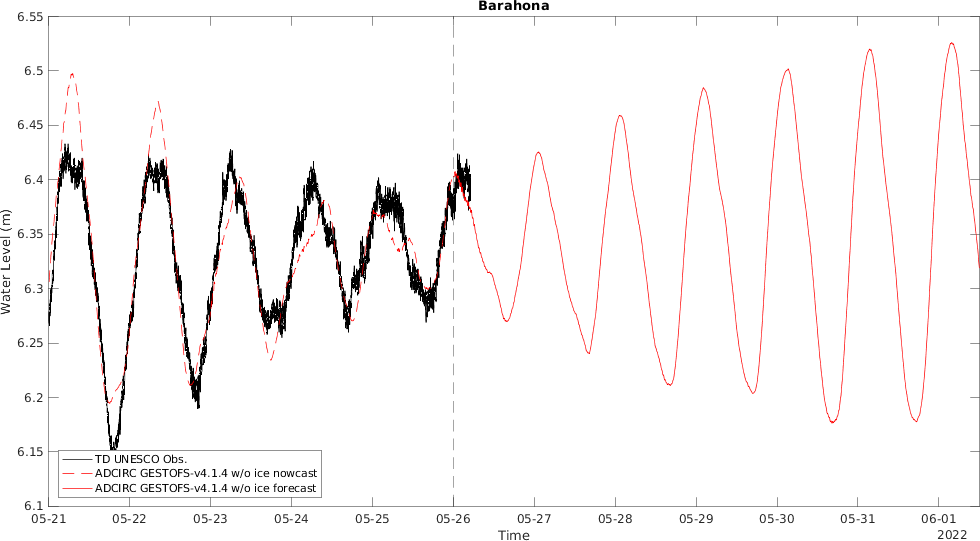 Barahona
6.55
6.5
6.45
6.4
6.35
6.3
6.25
6.2
6.15
6.1
Water Level (m)
TD UNESCO Obs.
ADCIRC GESTOFS-v4.1.4 w/o ice nowcast
ADCIRC GESTOFS-v4.1.4 w/o ice forecast
05-21 05-22 05-23 05-24 05-25 05-26 05-27 05-28 05-29 05-30 05-31 06-01
Time
2022